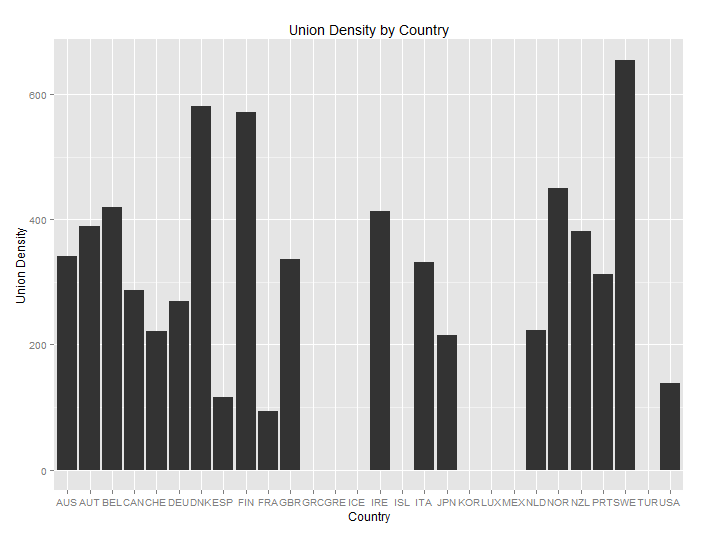 Union Density by Country
Union Density
600
400
200
0
AUS AUT BEL CAN CHE DEU DNK ESP FIN FRA GBR GRC GRE ICE IRE ISL ITA JPN KOR LUX MEX NLD NOR NZL PRT SWE TUR USA
Country